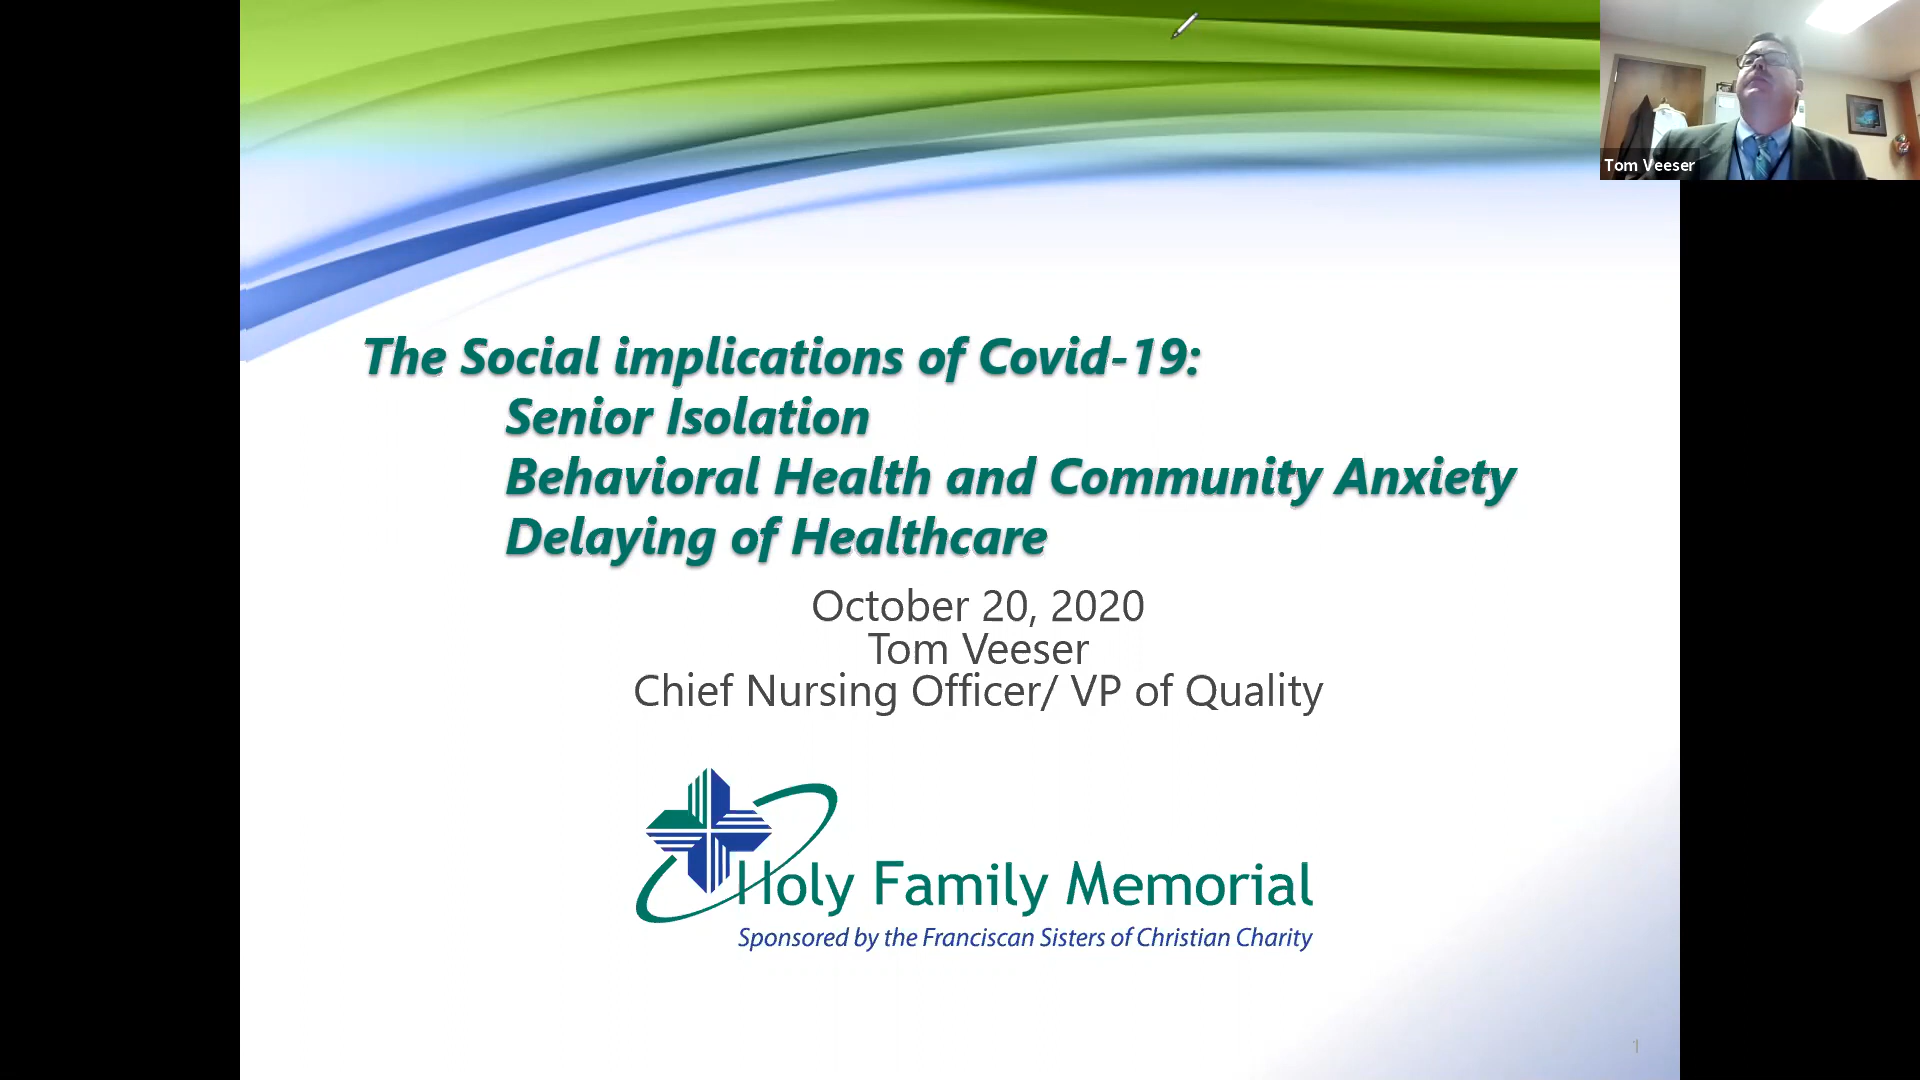 The Social implications of Covid-19:
Senior Isolation
Behavioral Health and Community Anxiety
Delaying of Healthcare
October 20, 2020
Tom Veeser
Chief Nursing Officer/ VP of Quality
Holy Family Memorial
Sponsored by the Franciscan Sisters of Christian Charity
1
Tom Veeser